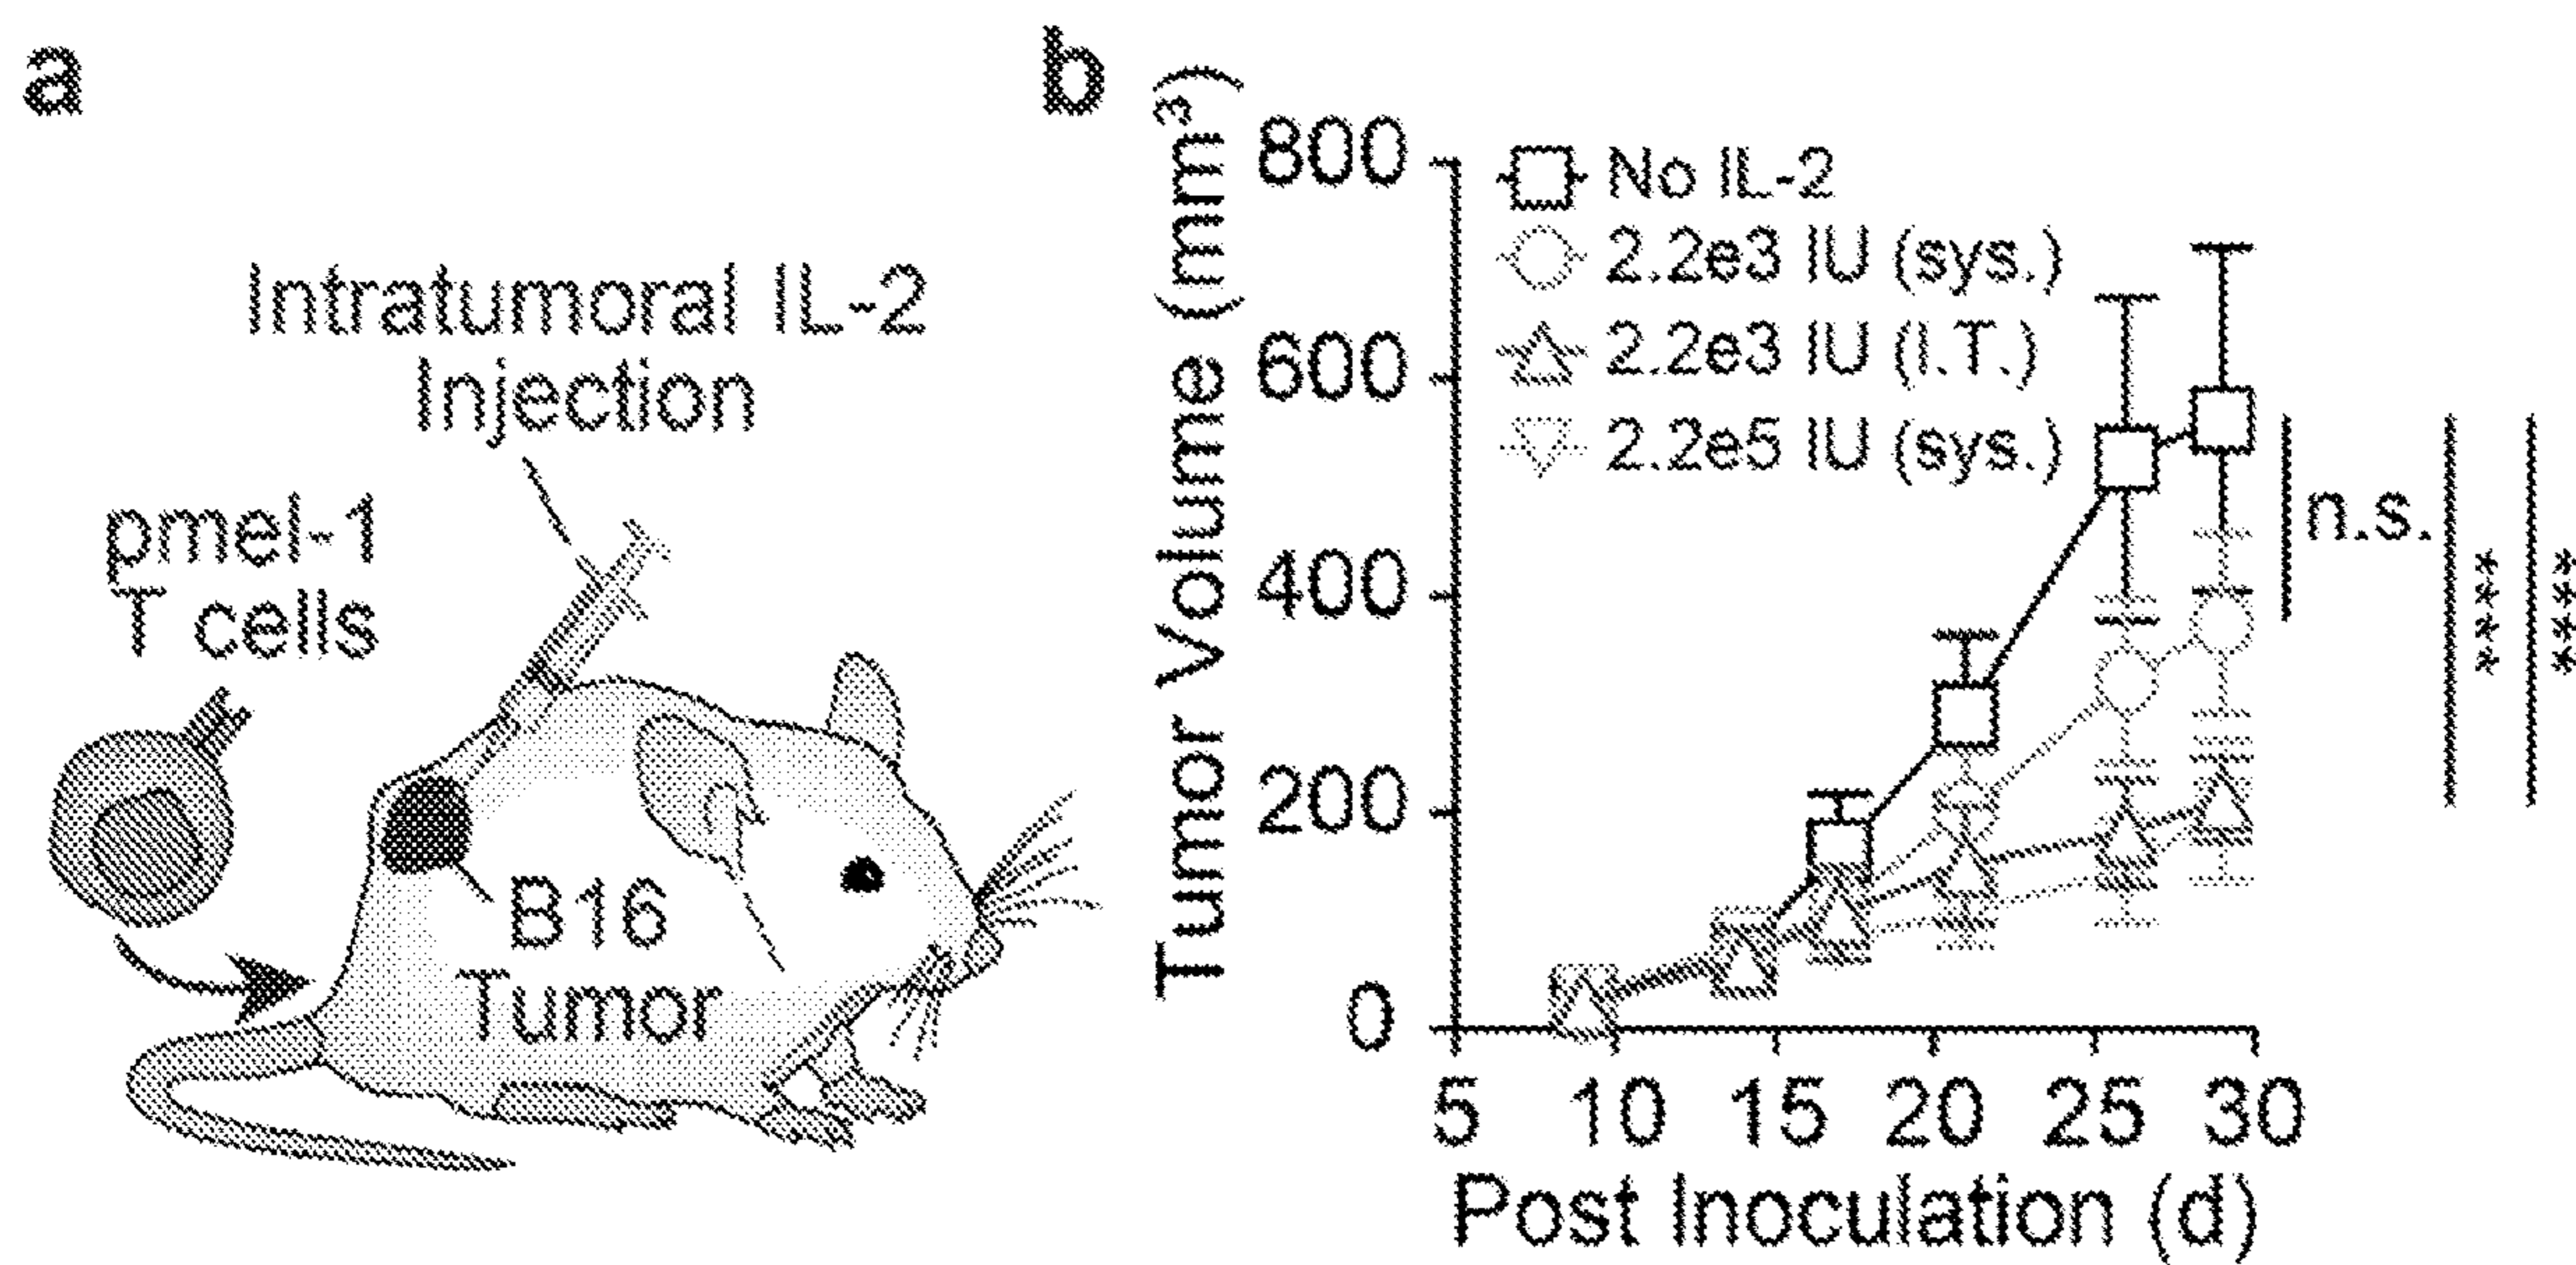 a
Intratumoral IL-2
Injection
pmel-1
T cells
B16
Tumor
b
Tumor Volume (mm³)
800
600
400
200
0
No IL-2
2.2e3 IU (sys.)
2.2e3 IU (I.T.)
2.2e5 IU (sys.)
n.s.
****
****
5 10 15 20 25 30
Post Inoculation (d)